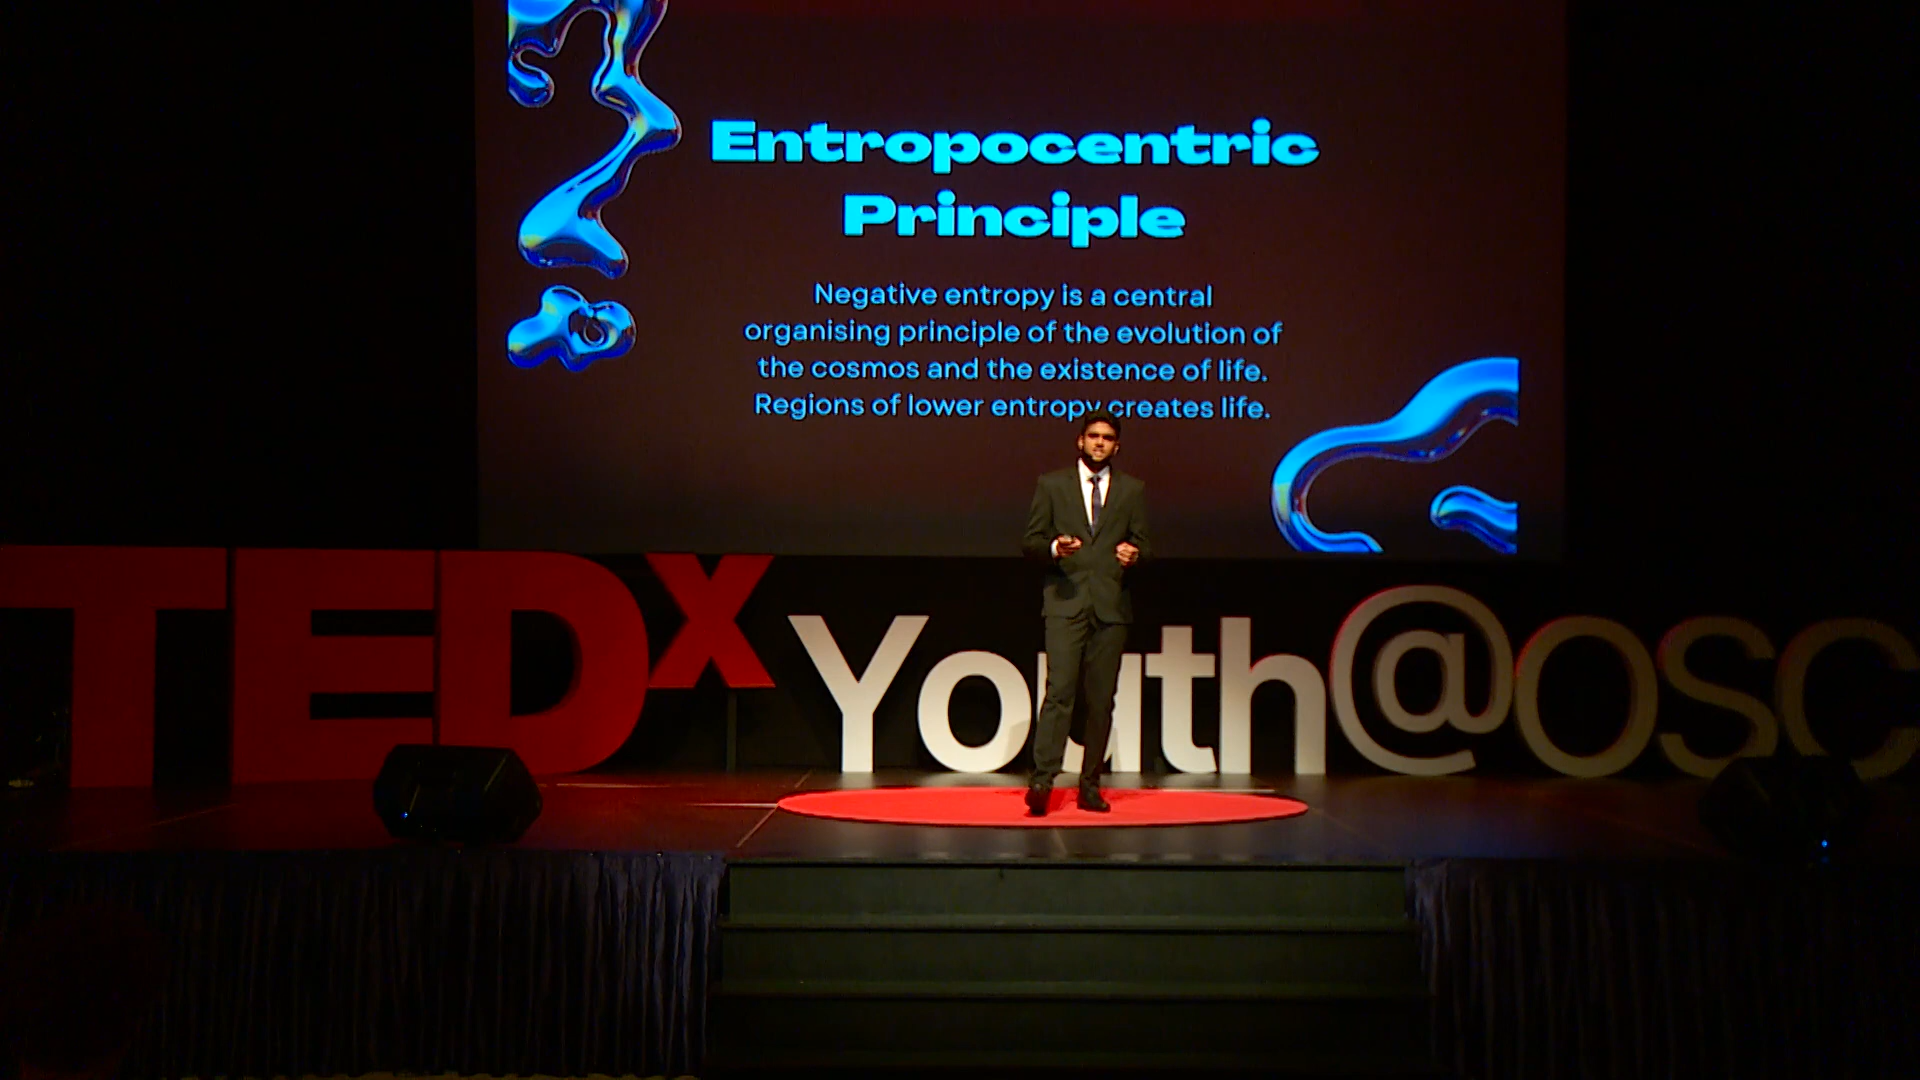 Entropocentric
Principle
Negative entropy is a central
organising principle of the evolution of
the cosmos and the existence of life.
Regions of lower entropy creates life.
TEDx Youth@OSC